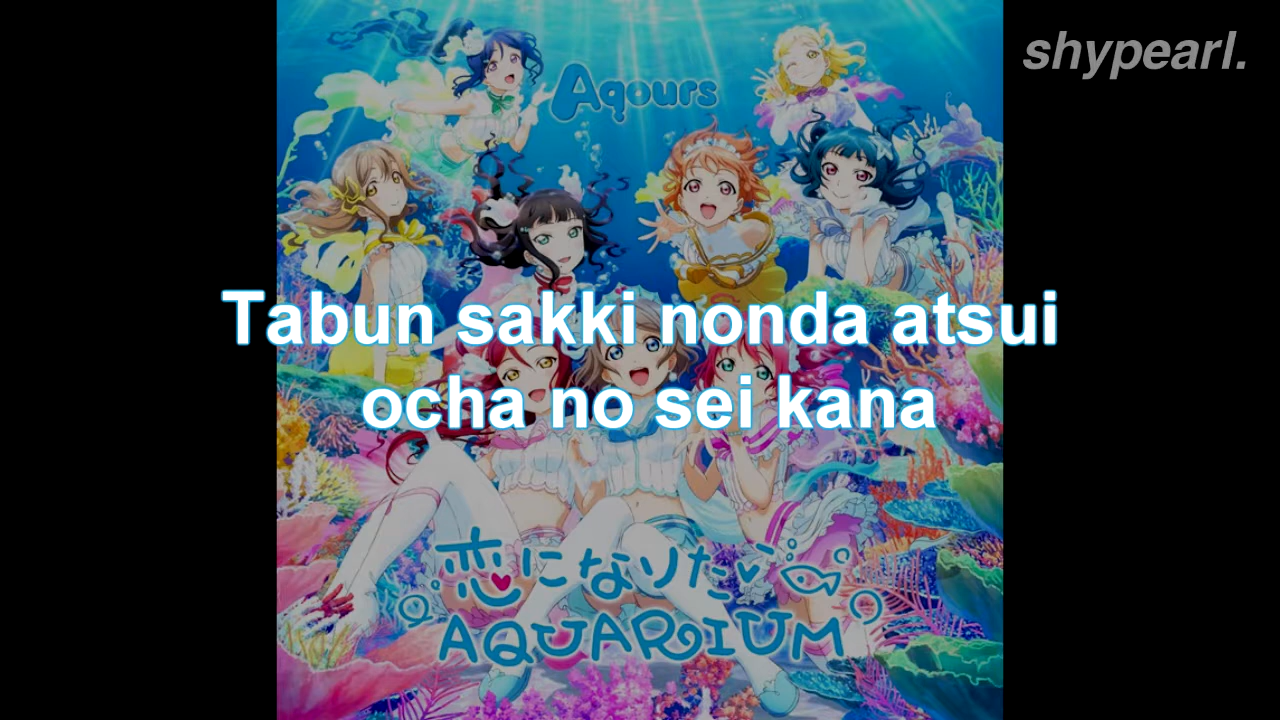 shypearl.
Aqours
Tabun sakki nonda atsui
ocha no sei kana
恋になりたい
AQUARIUM